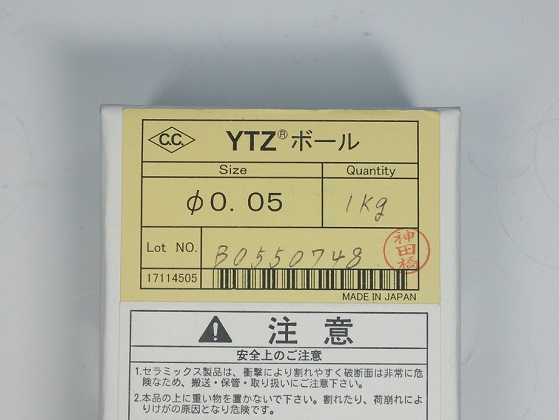 C.C. YTZ®ボール
Size Quantity
φ0.05 1kg
Lot NO. B0550748
17114505
神田橋
MADE IN JAPAN
注意
安全上のご注意
1.セラミックス製品は、衝撃により割れやすく破断面は非常に危
険なため、搬送・保管・取り扱いにご注意下さい。
2.本品の上に重い物を置かないで下さい。割れたり、荷崩れによ
りけがの原因となり危険です。